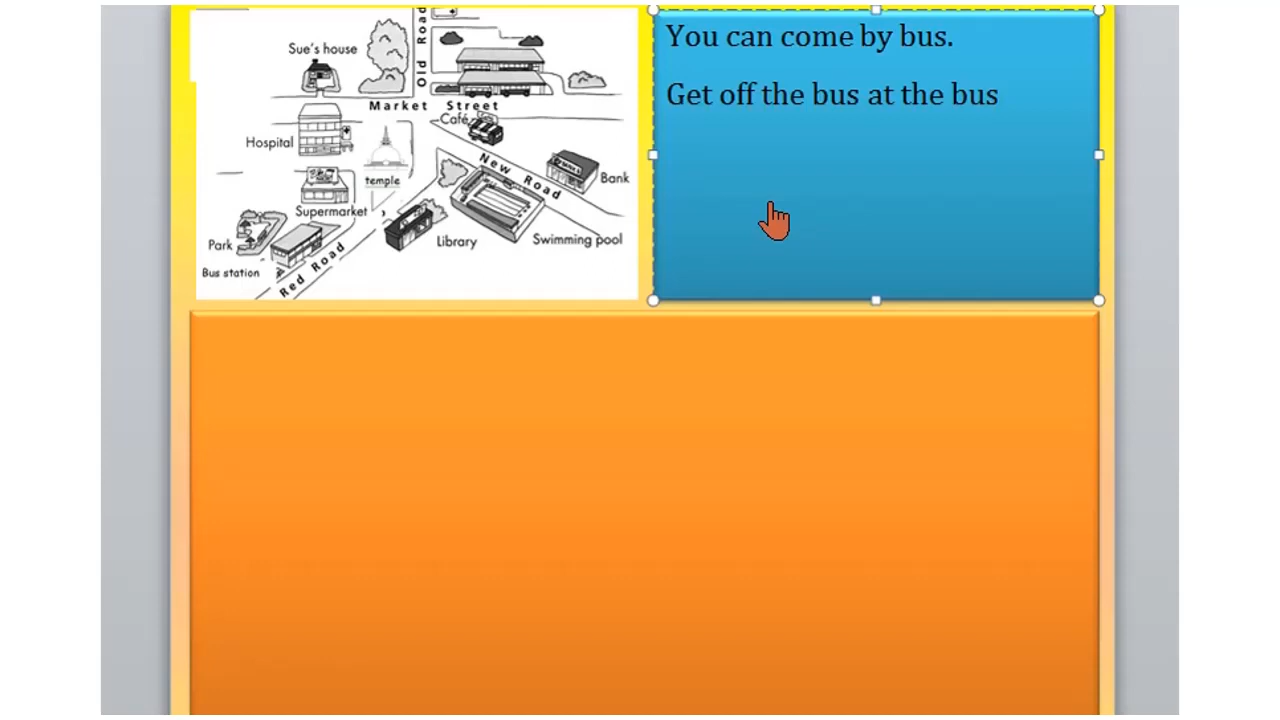 Sue's house
Old Road
Market Street
Café
Hospital
temple
New Road
Bank
Supermarket
Park
Library
Swimming pool
Bus station
Red Road
You can come by bus.
Get off the bus at the bus